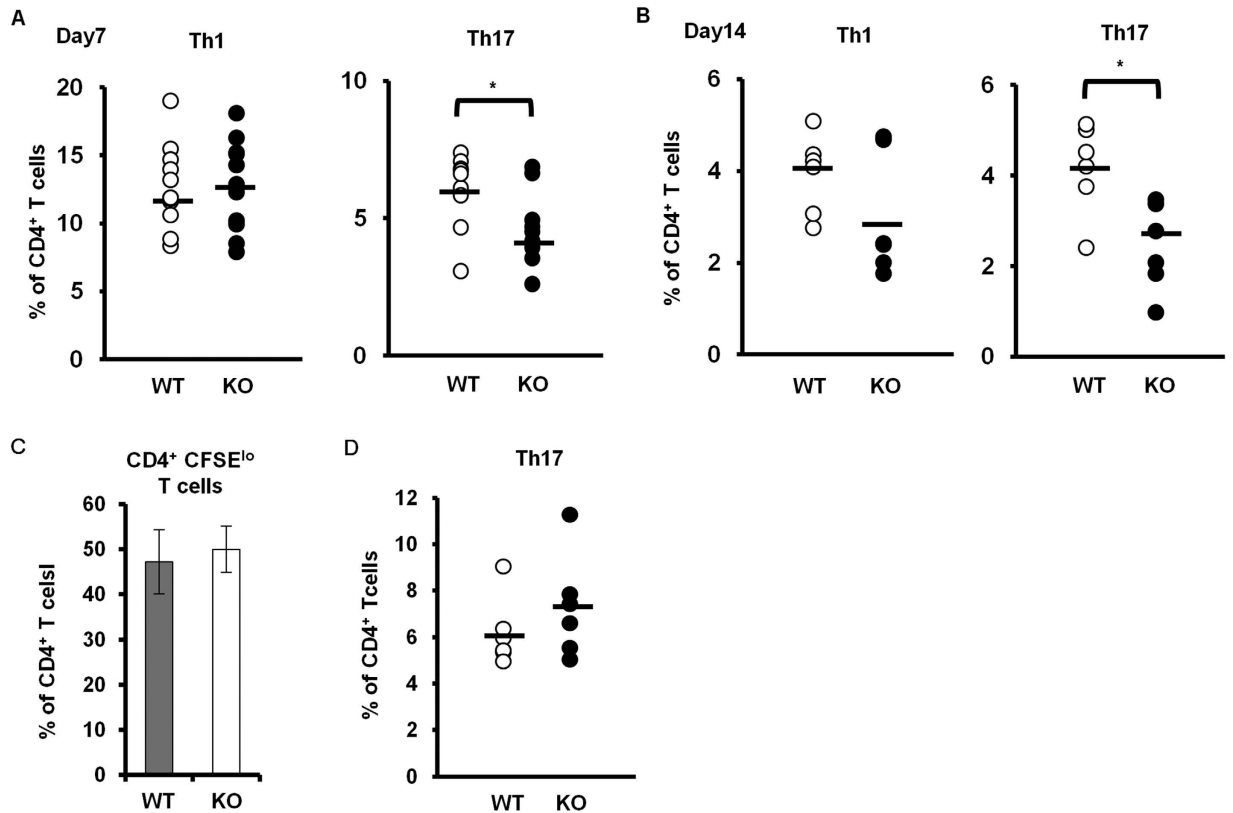 A
Day7
Th1
% of CD4⁺ T cells
20
15
10
5
0
WT
KO
Th17
*
10
5
0
WT
KO
B
Day14
Th1
% of CD4⁺ T cells
6
4
2
0
WT
KO
Th17
*
6
4
2
0
WT
KO
C
CD4⁺ CFSEˡᵒ
T cells
% of CD4⁺ T celsl
60
50
40
30
20
10
0
WT
KO
D
Th17
% of CD4⁺ Tcells
12
10
8
6
4
2
0
WT
KO